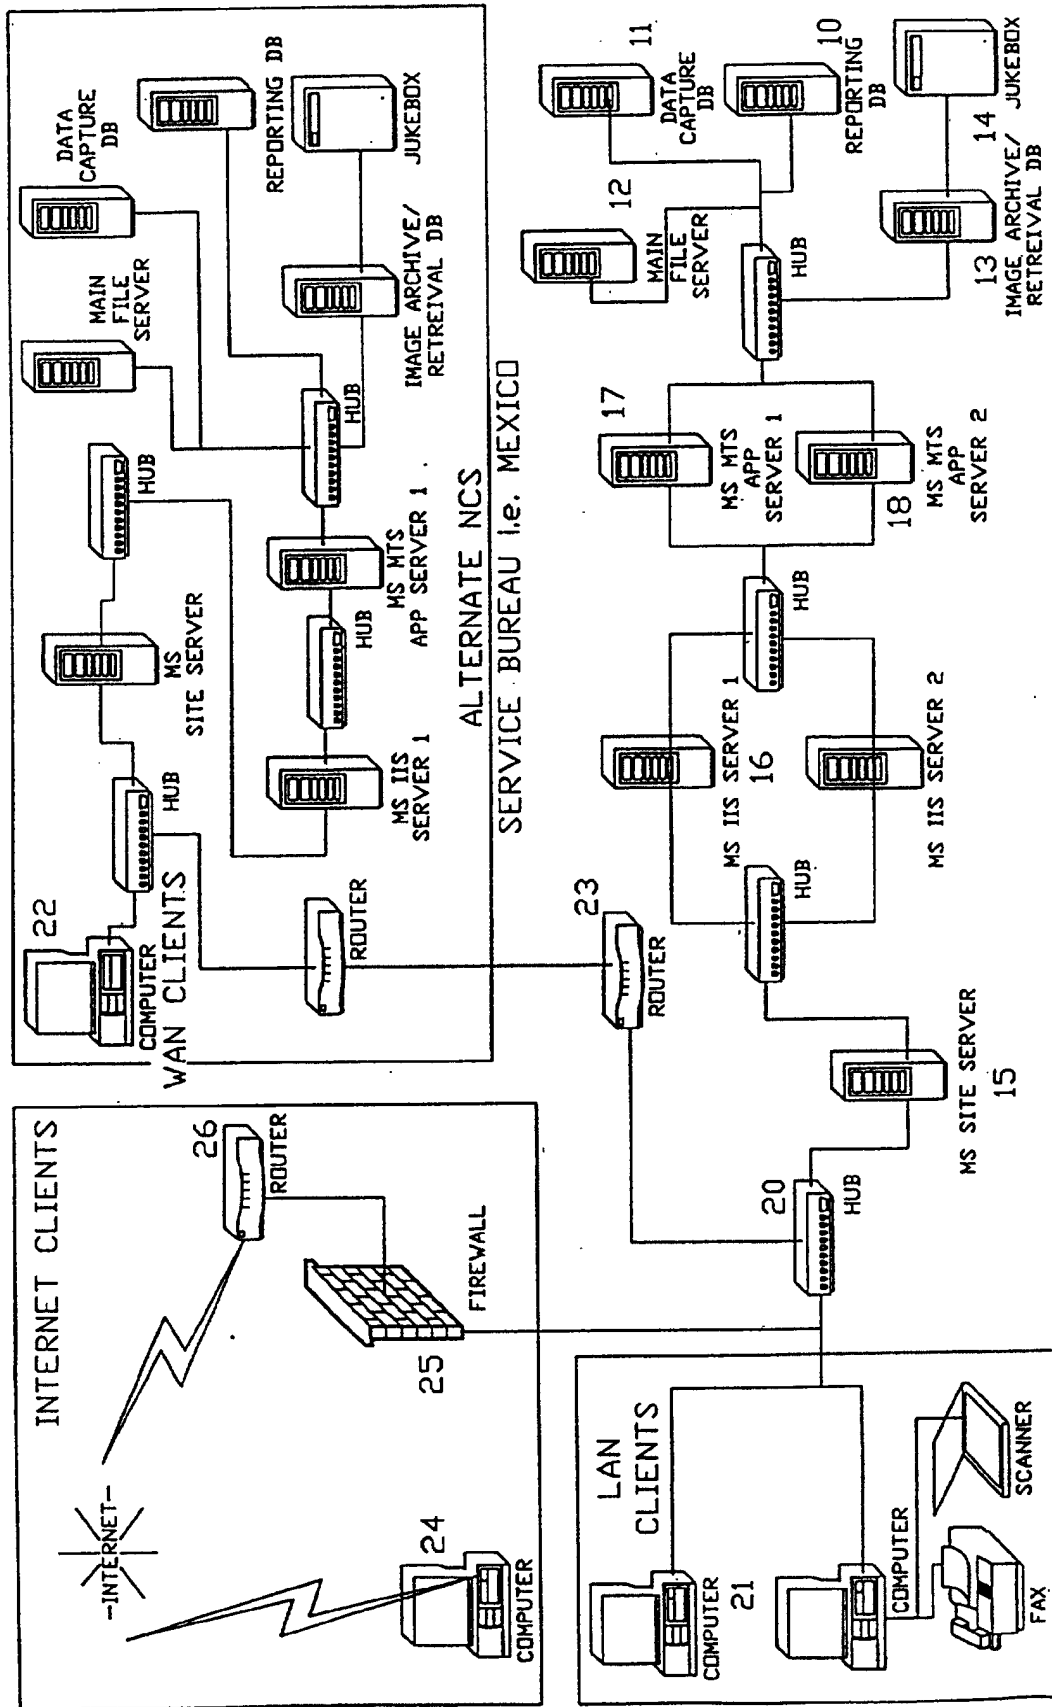 INTERNET CLIENTS
-INTERNET-
24
COMPUTER
26
ROUTER
25
FIREWALL
LAN
CLIENTS
COMPUTER
21
COMPUTER
FAX
SCANNER
22
COMPUTER
WAN CLIENTS
HUB
MS
SITE SERVER
HUB
MAIN
FILE
SERVER
DATA
CAPTURE
DB
REPORTING DB
JUKEBOX
IMAGE ARCHIVE/
RETREIVAL DB
HUB
MS MTS
APP SERVER 1
HUB
MS IIS
SERVER 1
ROUTER
ALTERNATE NCS
SERVICE BUREAU i.e. MEXICO
23
ROUTER
20
HUB
MS SITE SERVER
15
HUB
MS IIS SERVER 1
16
MS IIS SERVER 2
HUB
17
MS MTS
APP
SERVER 1
18
MS MTS
APP
SERVER 2
HUB
12
MAIN
FILE
SERVER
11
DATA
CAPTURE
DB
10
REPORTING
DB
13
IMAGE ARCHIVE/
RETREIVAL DB
14
JUKEBOX